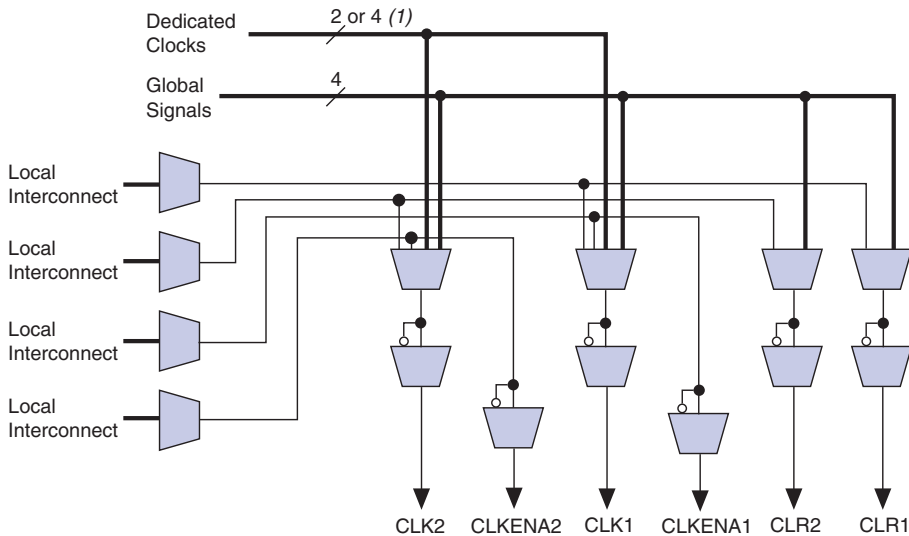 Dedicated
Clocks
2 or 4 (1)
Global
Signals
4
Local
Interconnect
Local
Interconnect
Local
Interconnect
Local
Interconnect
CLK2 CLKENA2 CLK1 CLKENA1 CLR2 CLR1